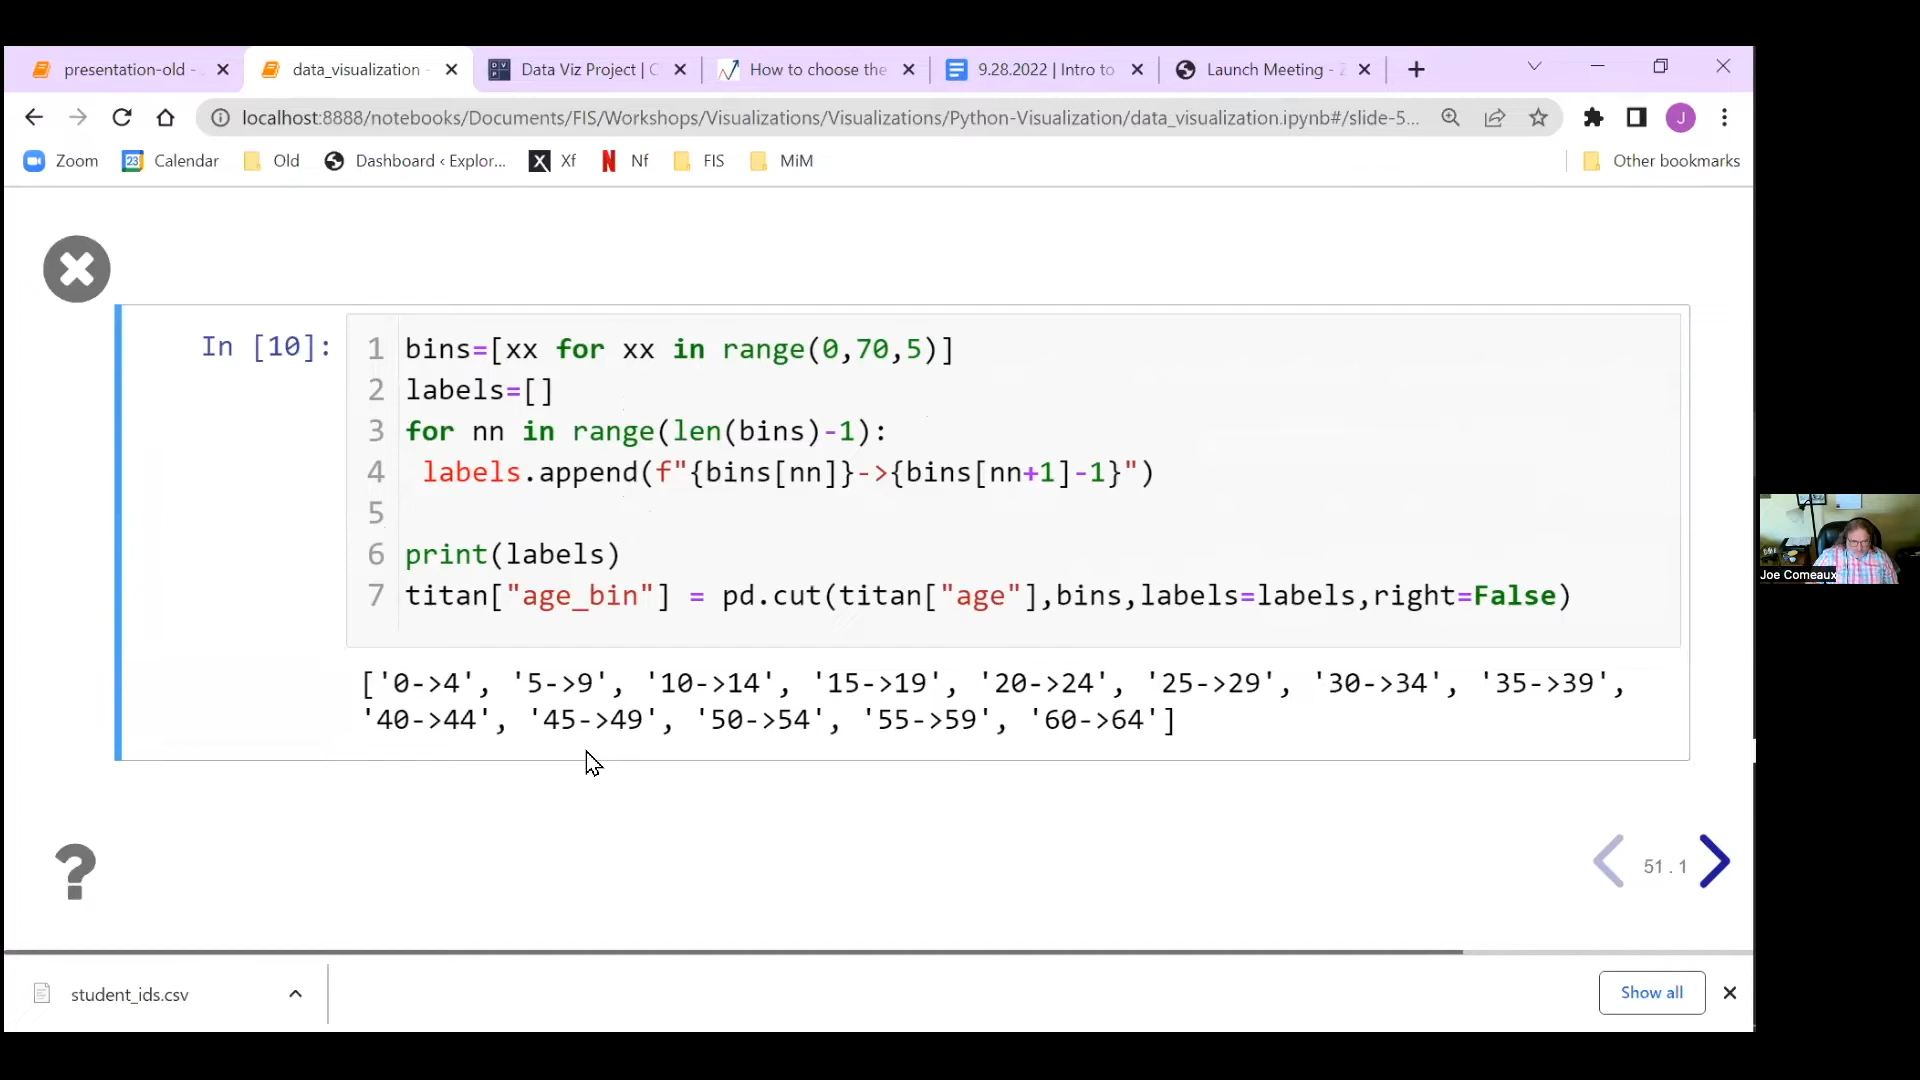 presentation-old -
data_visualization -
Data Viz Project | C
How to choose the
9.28.2022 | Intro to
Launch Meeting - Z
localhost:8888/notebooks/Documents/FIS/Workshops/Visualizations/Visualizations/Python-Visualization/data_visualization.ipynb#/slide-5...
J
Zoom
23
Calendar
Old
Dashboard ‹ Explor...
X
Xf
N
Nf
FIS
MiM
Other bookmarks
In [10]:
1 bins=[xx for xx in range(0,70,5)]
2 labels=[]
3 for nn in range(len(bins)-1):
4 labels.append(f"{bins[nn]}->{bins[nn+1]-1}")
5
6 print(labels)
7 titan["age_bin"] = pd.cut(titan["age"],bins,labels=labels,right=False)
['0->4', '5->9', '10->14', '15->19', '20->24', '25->29', '30->34', '35->39',
'40->44', '45->49', '50->54', '55->59', '60->64']
Joe Comeaux
?
51.1
student_ids.csv
Show all